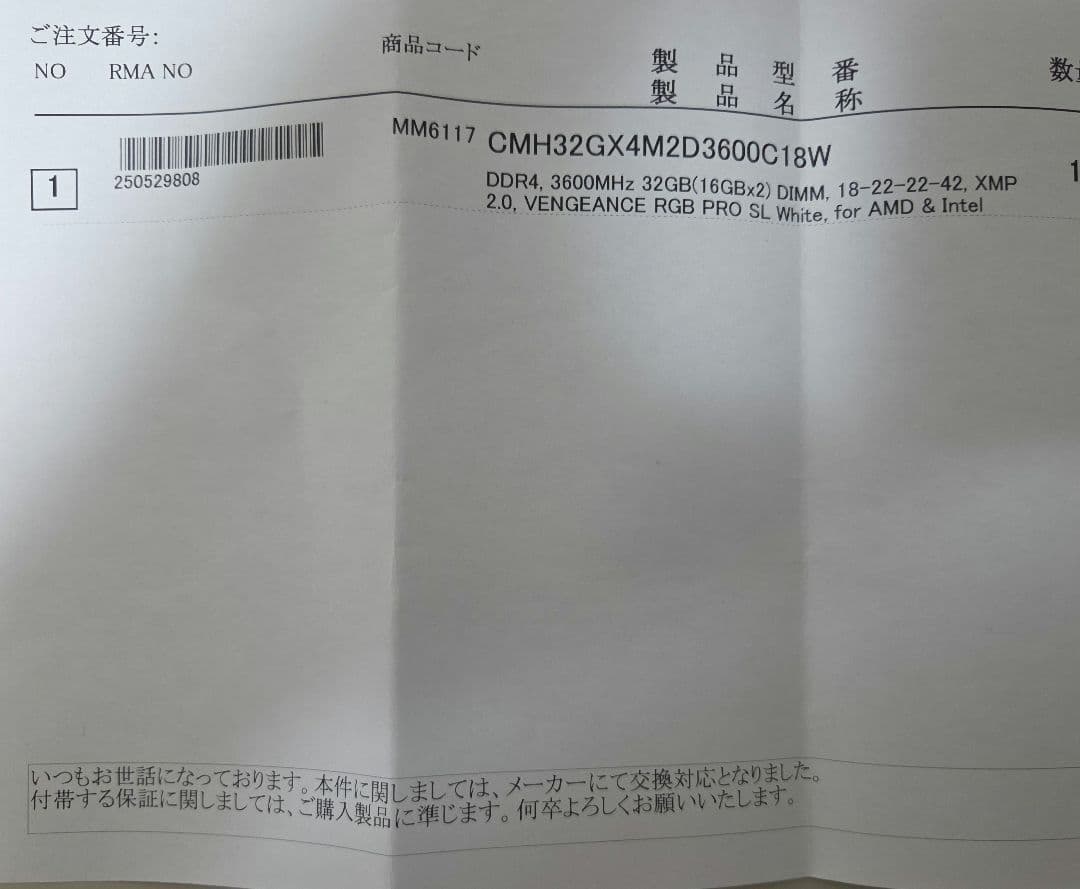 ご注文番号:
NO RMA NO 商品コード 製品型番 数
製品名称
1 250529808 MM6117 CMH32GX4M2D3600C18W 1
DDR4, 3600MHz 32GB(16GBx2) DIMM, 18-22-22-42, XMP
2.0, VENGEANCE RGB PRO SL White, for AMD & Intel
いつもお世話になっております。本件に関しましては、メーカーにて交換対応となりました。
付帯する保証に関しましては、ご購入製品に準じます。何卒よろしくお願いいたします。